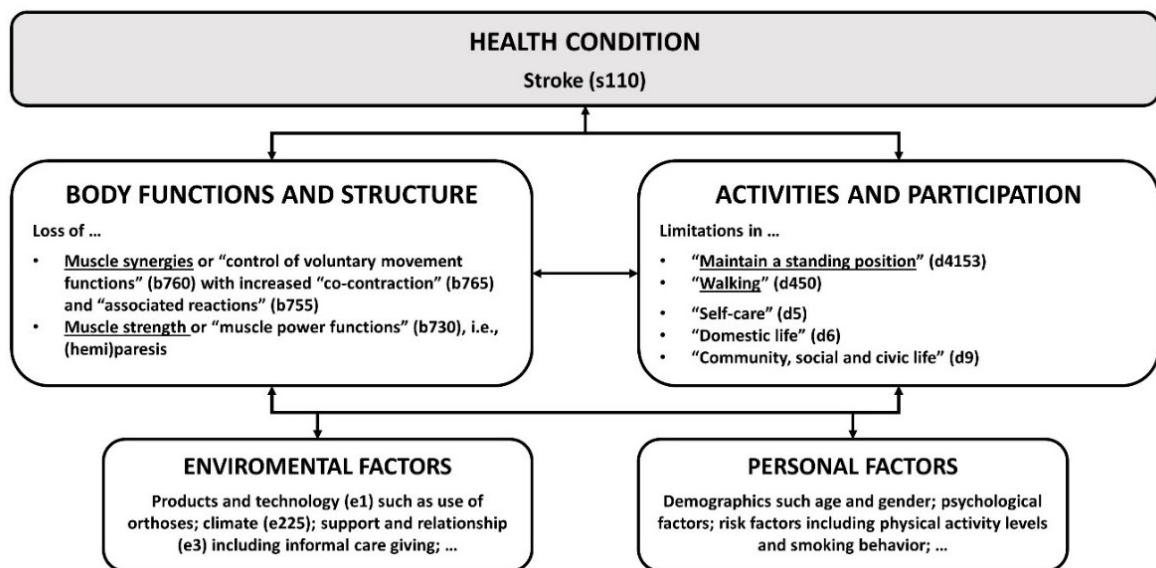 HEALTH CONDITION
Stroke (s110)
BODY FUNCTIONS AND STRUCTURE
Loss of ...
• Muscle synergies or “control of voluntary movement
functions” (b760) with increased “co-contraction” (b765)
and “associated reactions” (b755)
• Muscle strength or “muscle power functions” (b730), i.e.,
(hemi)paresis
ACTIVITIES AND PARTICIPATION
Limitations in ...
• “Maintain a standing position” (d4153)
• “Walking” (d450)
• “Self-care” (d5)
• “Domestic life” (d6)
• “Community, social and civic life” (d9)
ENVIROMENTAL FACTORS
Products and technology (e1) such as use of
orthoses; climate (e225); support and relationship
(e3) including informal care giving; ...
PERSONAL FACTORS
Demographics such age and gender; psychological
factors; risk factors including physical activity levels
and smoking behavior; ...